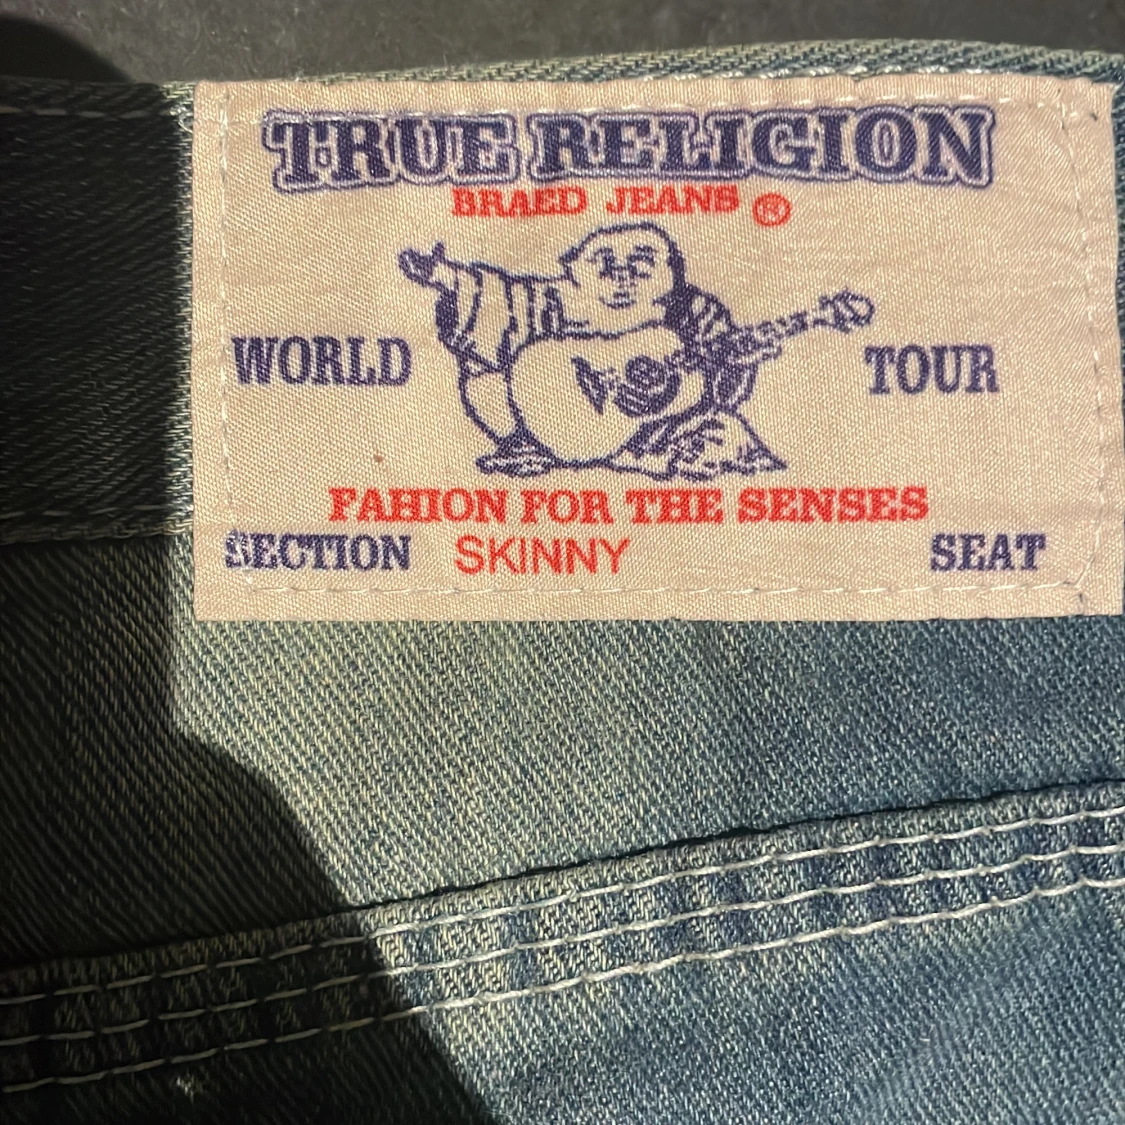 TRUE RELIGION
BRAED JEANS ®
WORLD TOUR
FAHION FOR THE SENSES
SECTION SKINNY SEAT